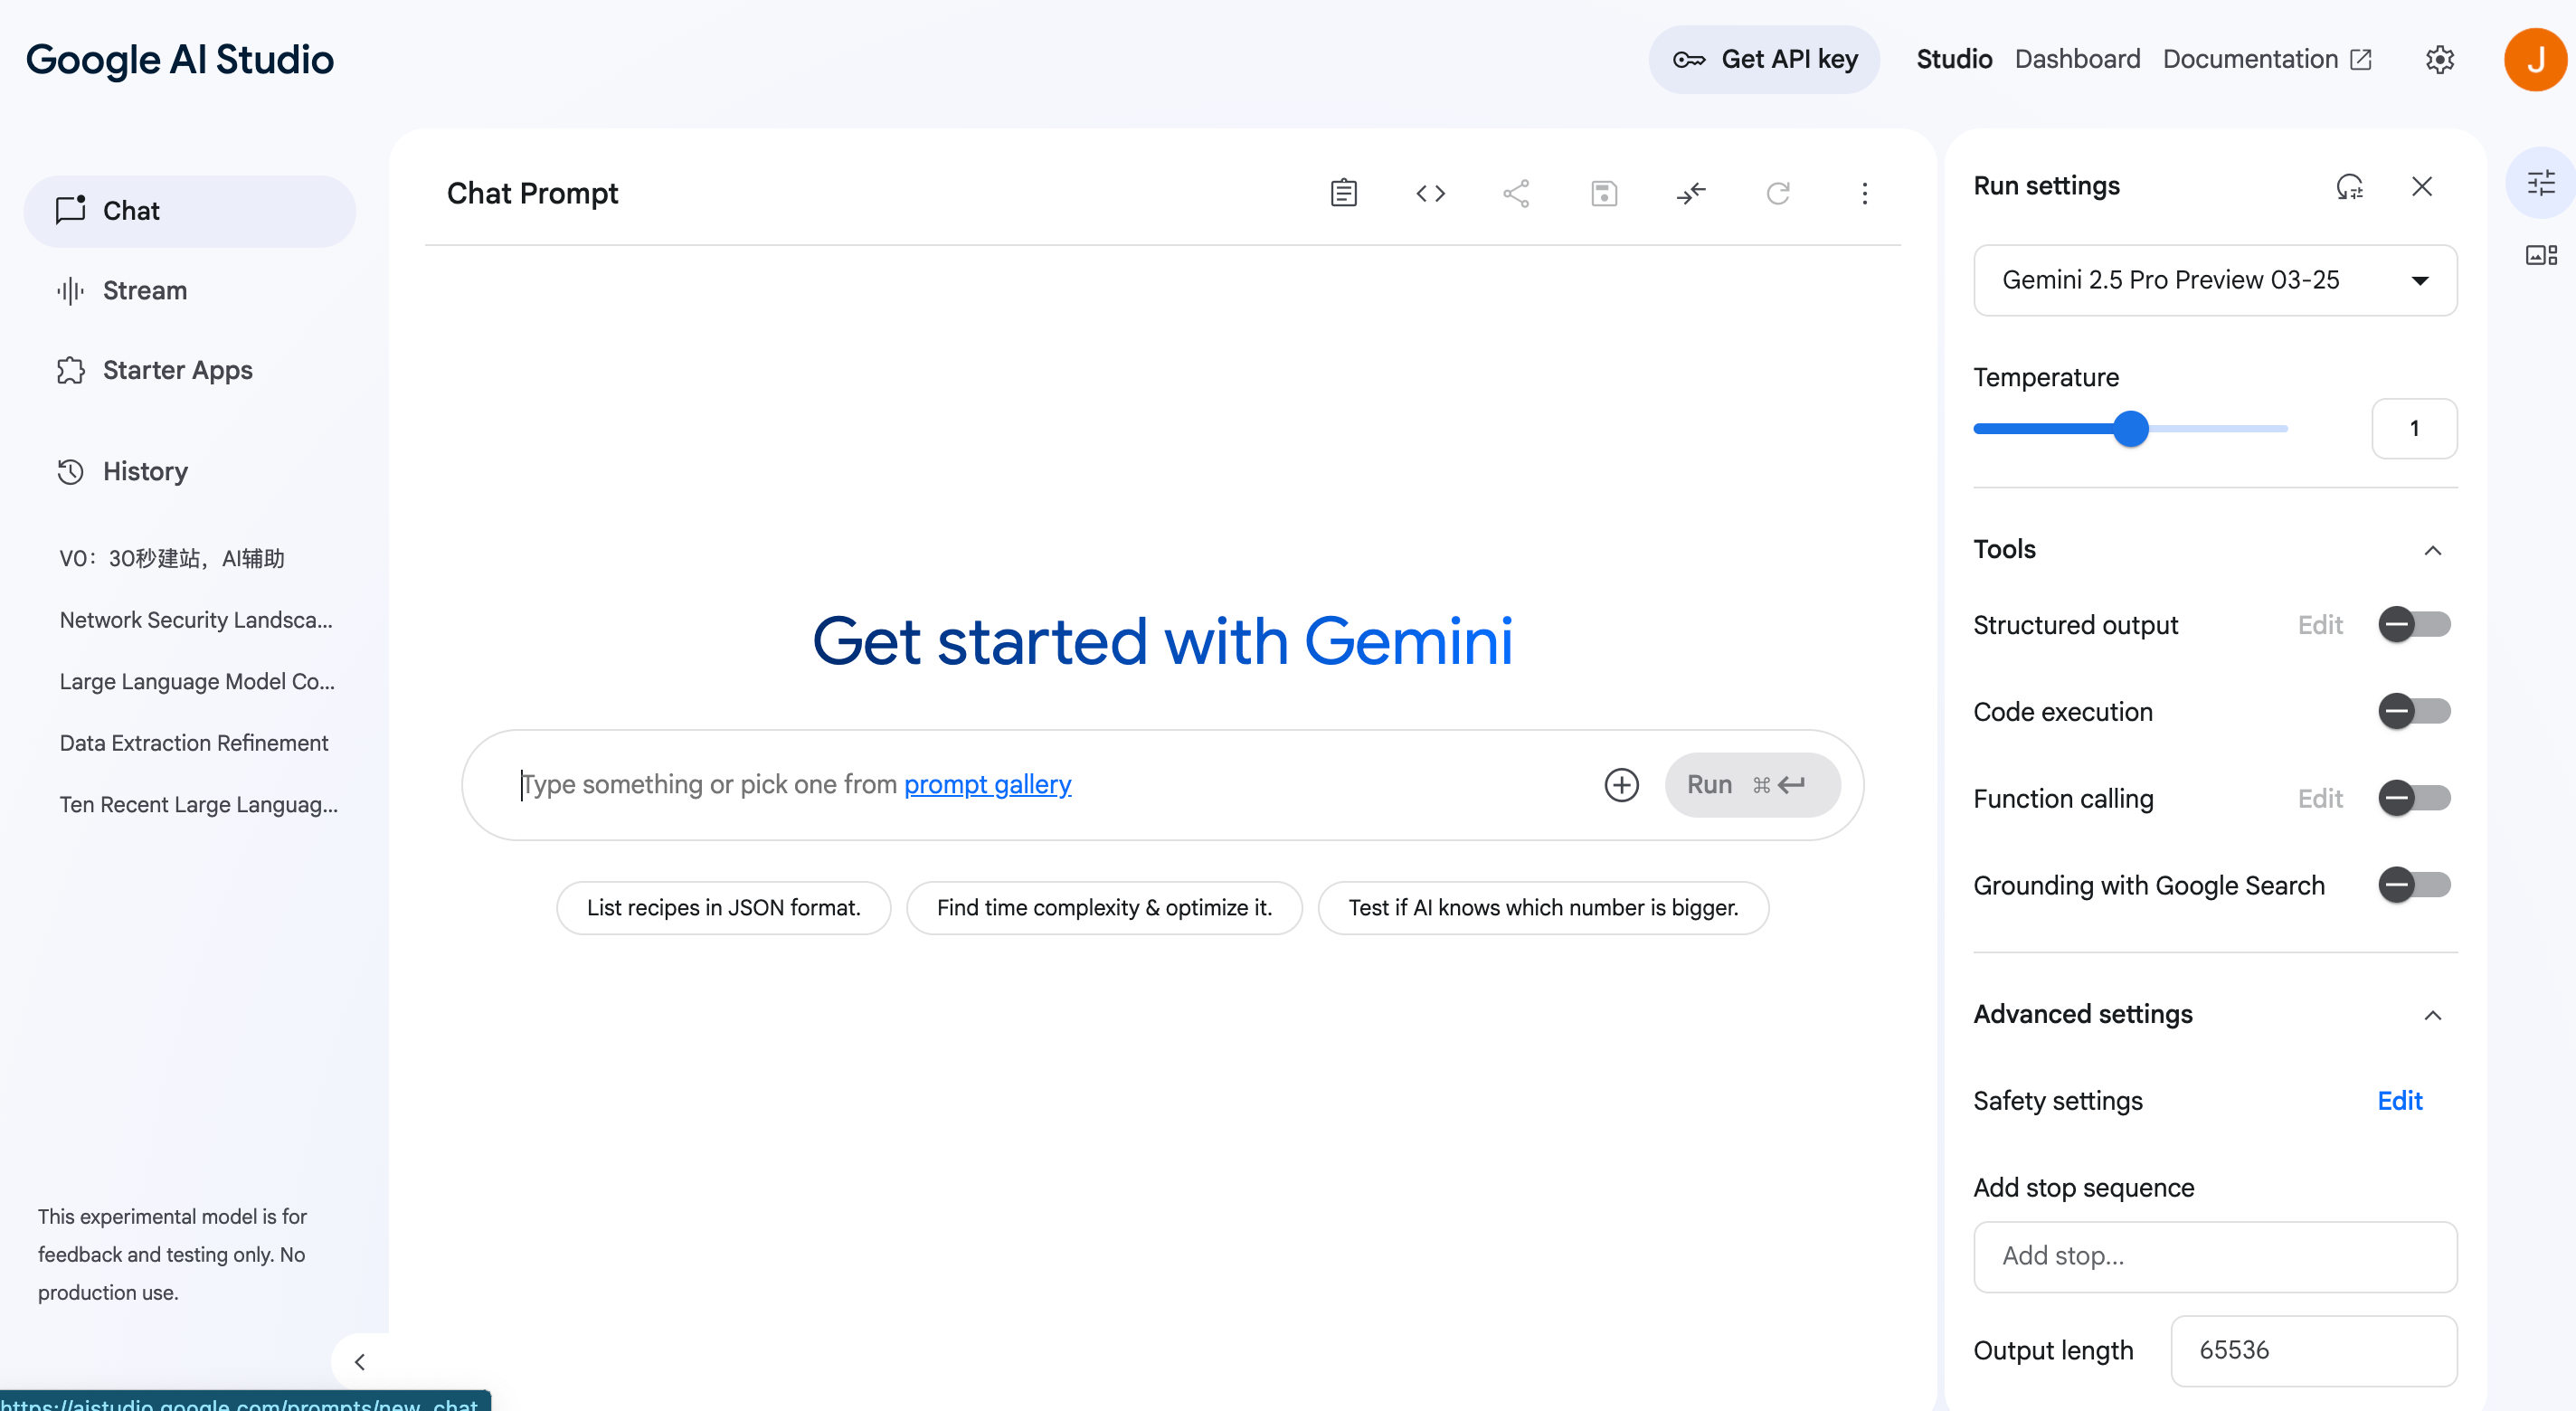 Google AI Studio
Get API key
Studio
Dashboard
Documentation
J
Chat
Stream
Starter Apps
History
V0：30秒建站，AI辅助
Network Security Landsca...
Large Language Model Co...
Data Extraction Refinement
Ten Recent Large Languag...
This experimental model is for
feedback and testing only. No
production use.
https://aistudio.google.com/prompts/new_chat
Chat Prompt
Get started with Gemini
Type something or pick one from prompt gallery
Run ⌘
List recipes in JSON format.
Find time complexity & optimize it.
Test if AI knows which number is bigger.
Run settings
Gemini 2.5 Pro Preview 03-25
Temperature
1
Tools
Structured output Edit
Code execution
Function calling Edit
Grounding with Google Search
Advanced settings
Safety settings Edit
Add stop sequence
Add stop...
Output length 65536